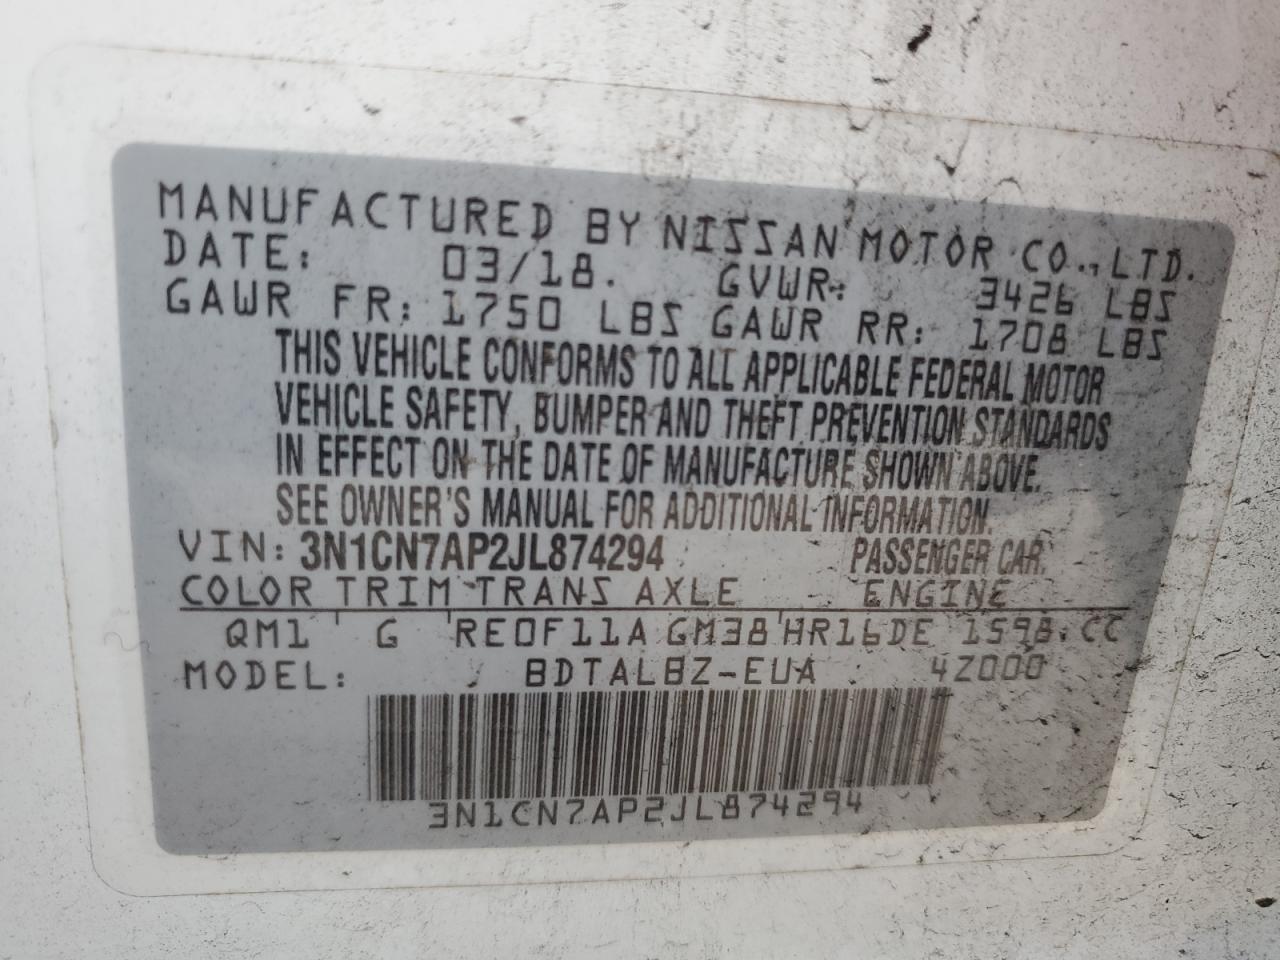 MANUFACTURED BY NISSAN MOTOR CO., LTD.
DATE: 03/18. GVWR: 3426 LBS
GAWR FR: 1750 LBS GAWR RR: 1708 LBS
THIS VEHICLE CONFORMS TO ALL APPLICABLE FEDERAL MOTOR
VEHICLE SAFETY, BUMPER AND THEFT PREVENTION STANDARDS
IN EFFECT ON THE DATE OF MANUFACTURE SHOWN ABOVE.
SEE OWNER'S MANUAL FOR ADDITIONAL INFORMATION.
VIN: 3N1CN7AP2JL874294 PASSENGER CAR
COLOR TRIM TRANS AXLE ENGINE
QM1 G RE0F11A GM38 HR16DE 1598 CC
MODEL: BDTALBZ-EUA 4Z000
3N1CN7AP2JL874294